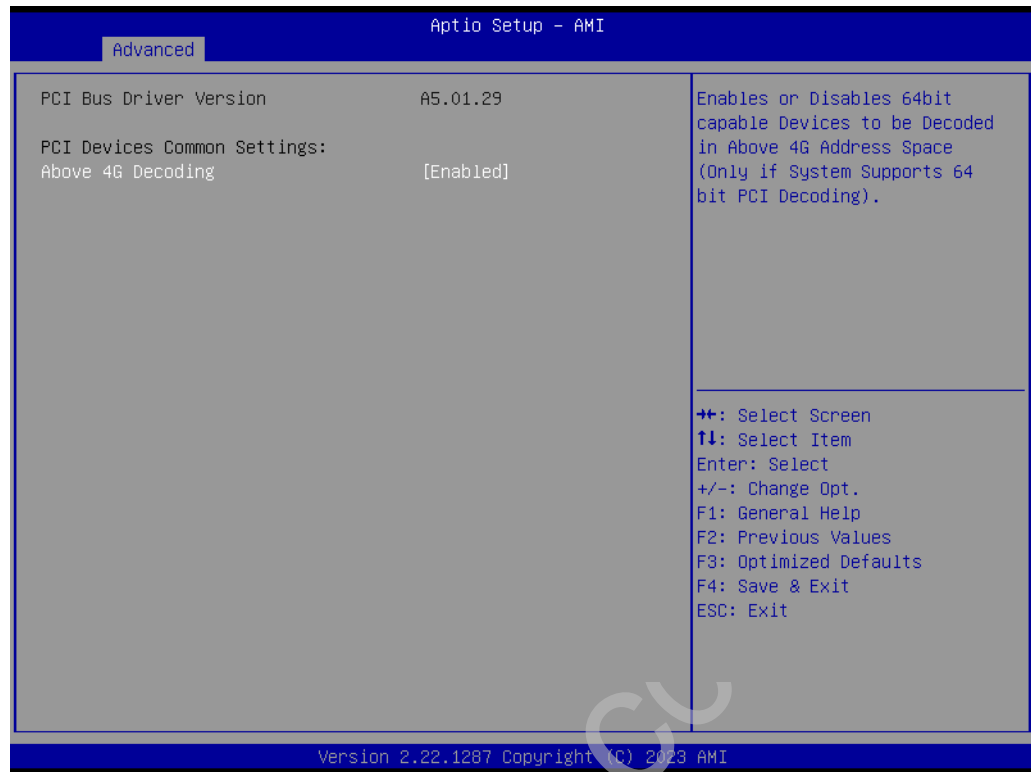 Aptio Setup – AMI
Advanced
PCI Bus Driver Version A5.01.29
PCI Devices Common Settings:
Above 4G Decoding [Enabled]
Enables or Disables 64bit
capable Devices to be Decoded
in Above 4G Address Space
(Only if System Supports 64
bit PCI Decoding).
→←: Select Screen
↑↓: Select Item
Enter: Select
+/-: Change Opt.
F1: General Help
F2: Previous Values
F3: Optimized Defaults
F4: Save & Exit
ESC: Exit
Version 2.22.1287 Copyright (C) 2023 AMI